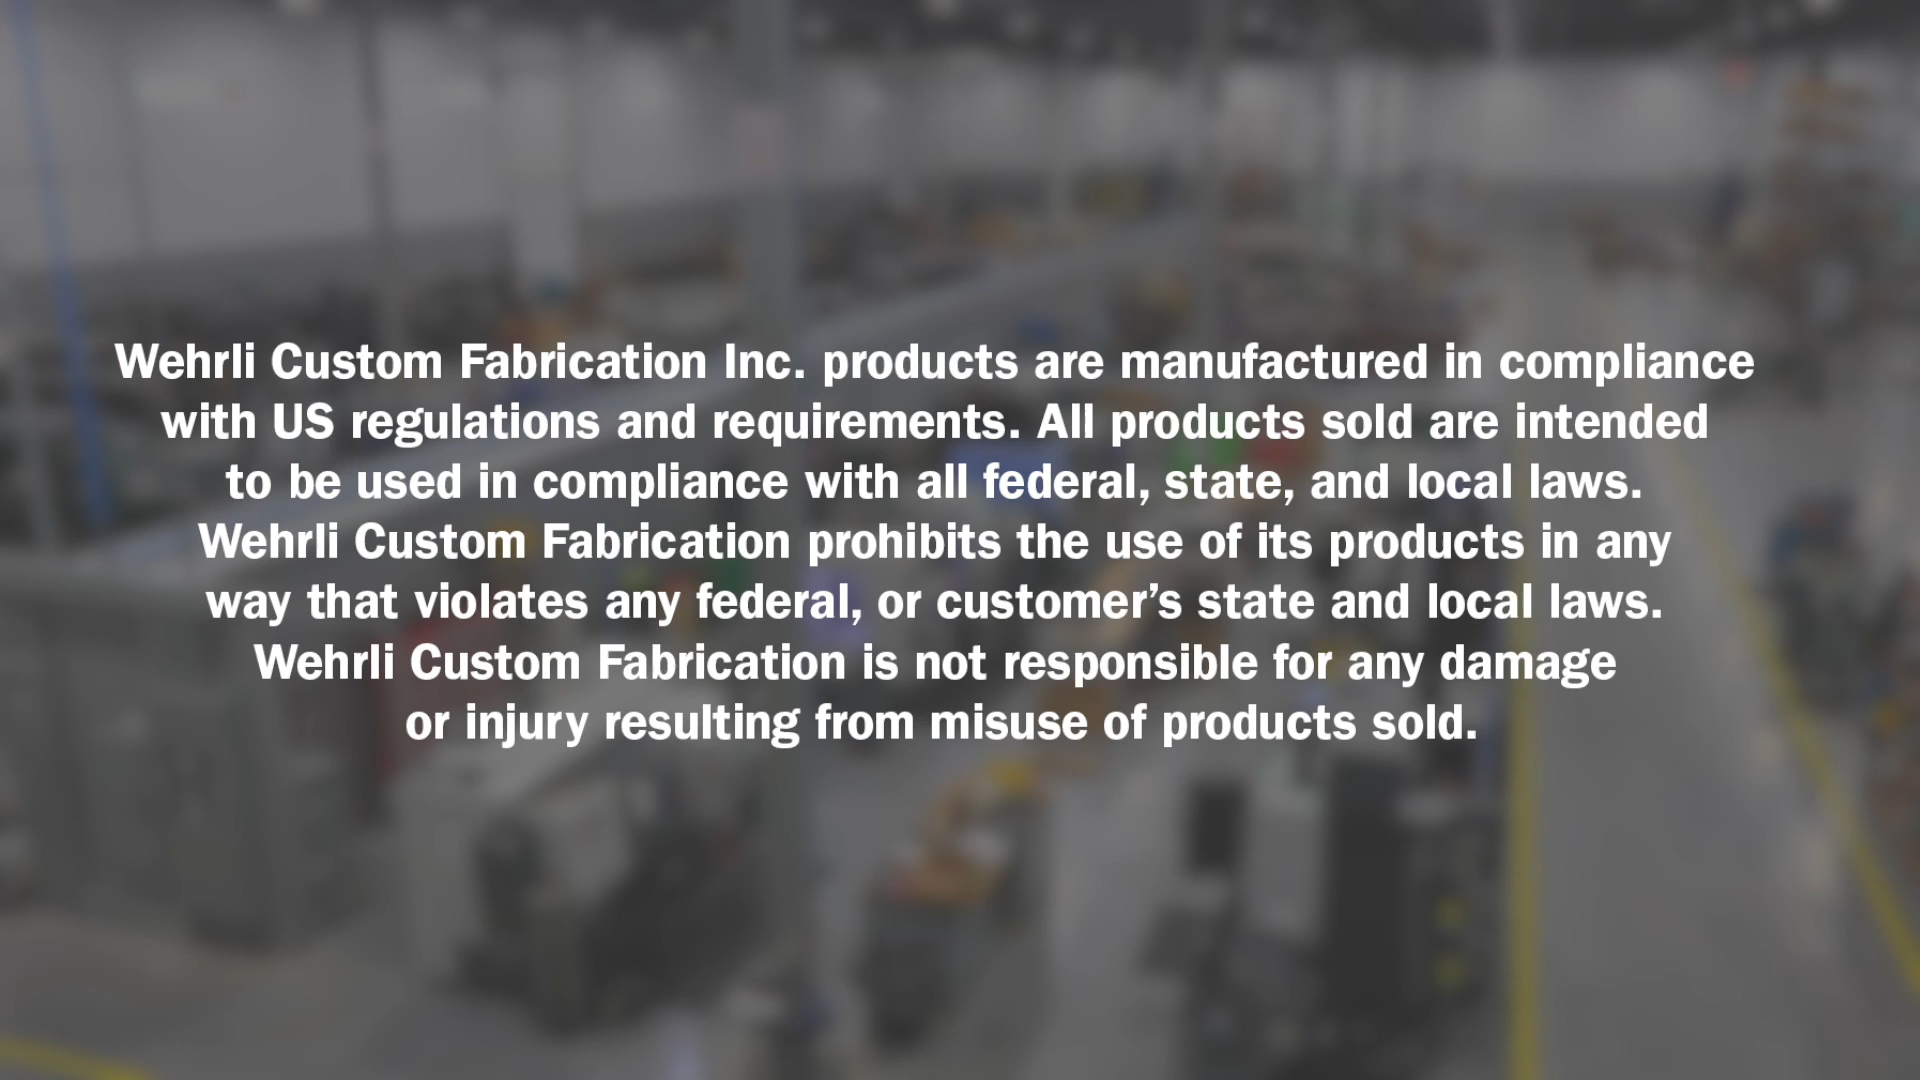 Wehrli Custom Fabrication Inc. products are manufactured in compliance
with US regulations and requirements. All products sold are intended
to be used in compliance with all federal, state, and local laws.
Wehrli Custom Fabrication prohibits the use of its products in any
way that violates any federal, or customer’s state and local laws.
Wehrli Custom Fabrication is not responsible for any damage
or injury resulting from misuse of products sold.